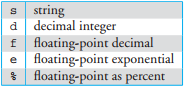 s string
d decimal integer
f floating-point decimal
e floating-point exponential
% floating-point as percent